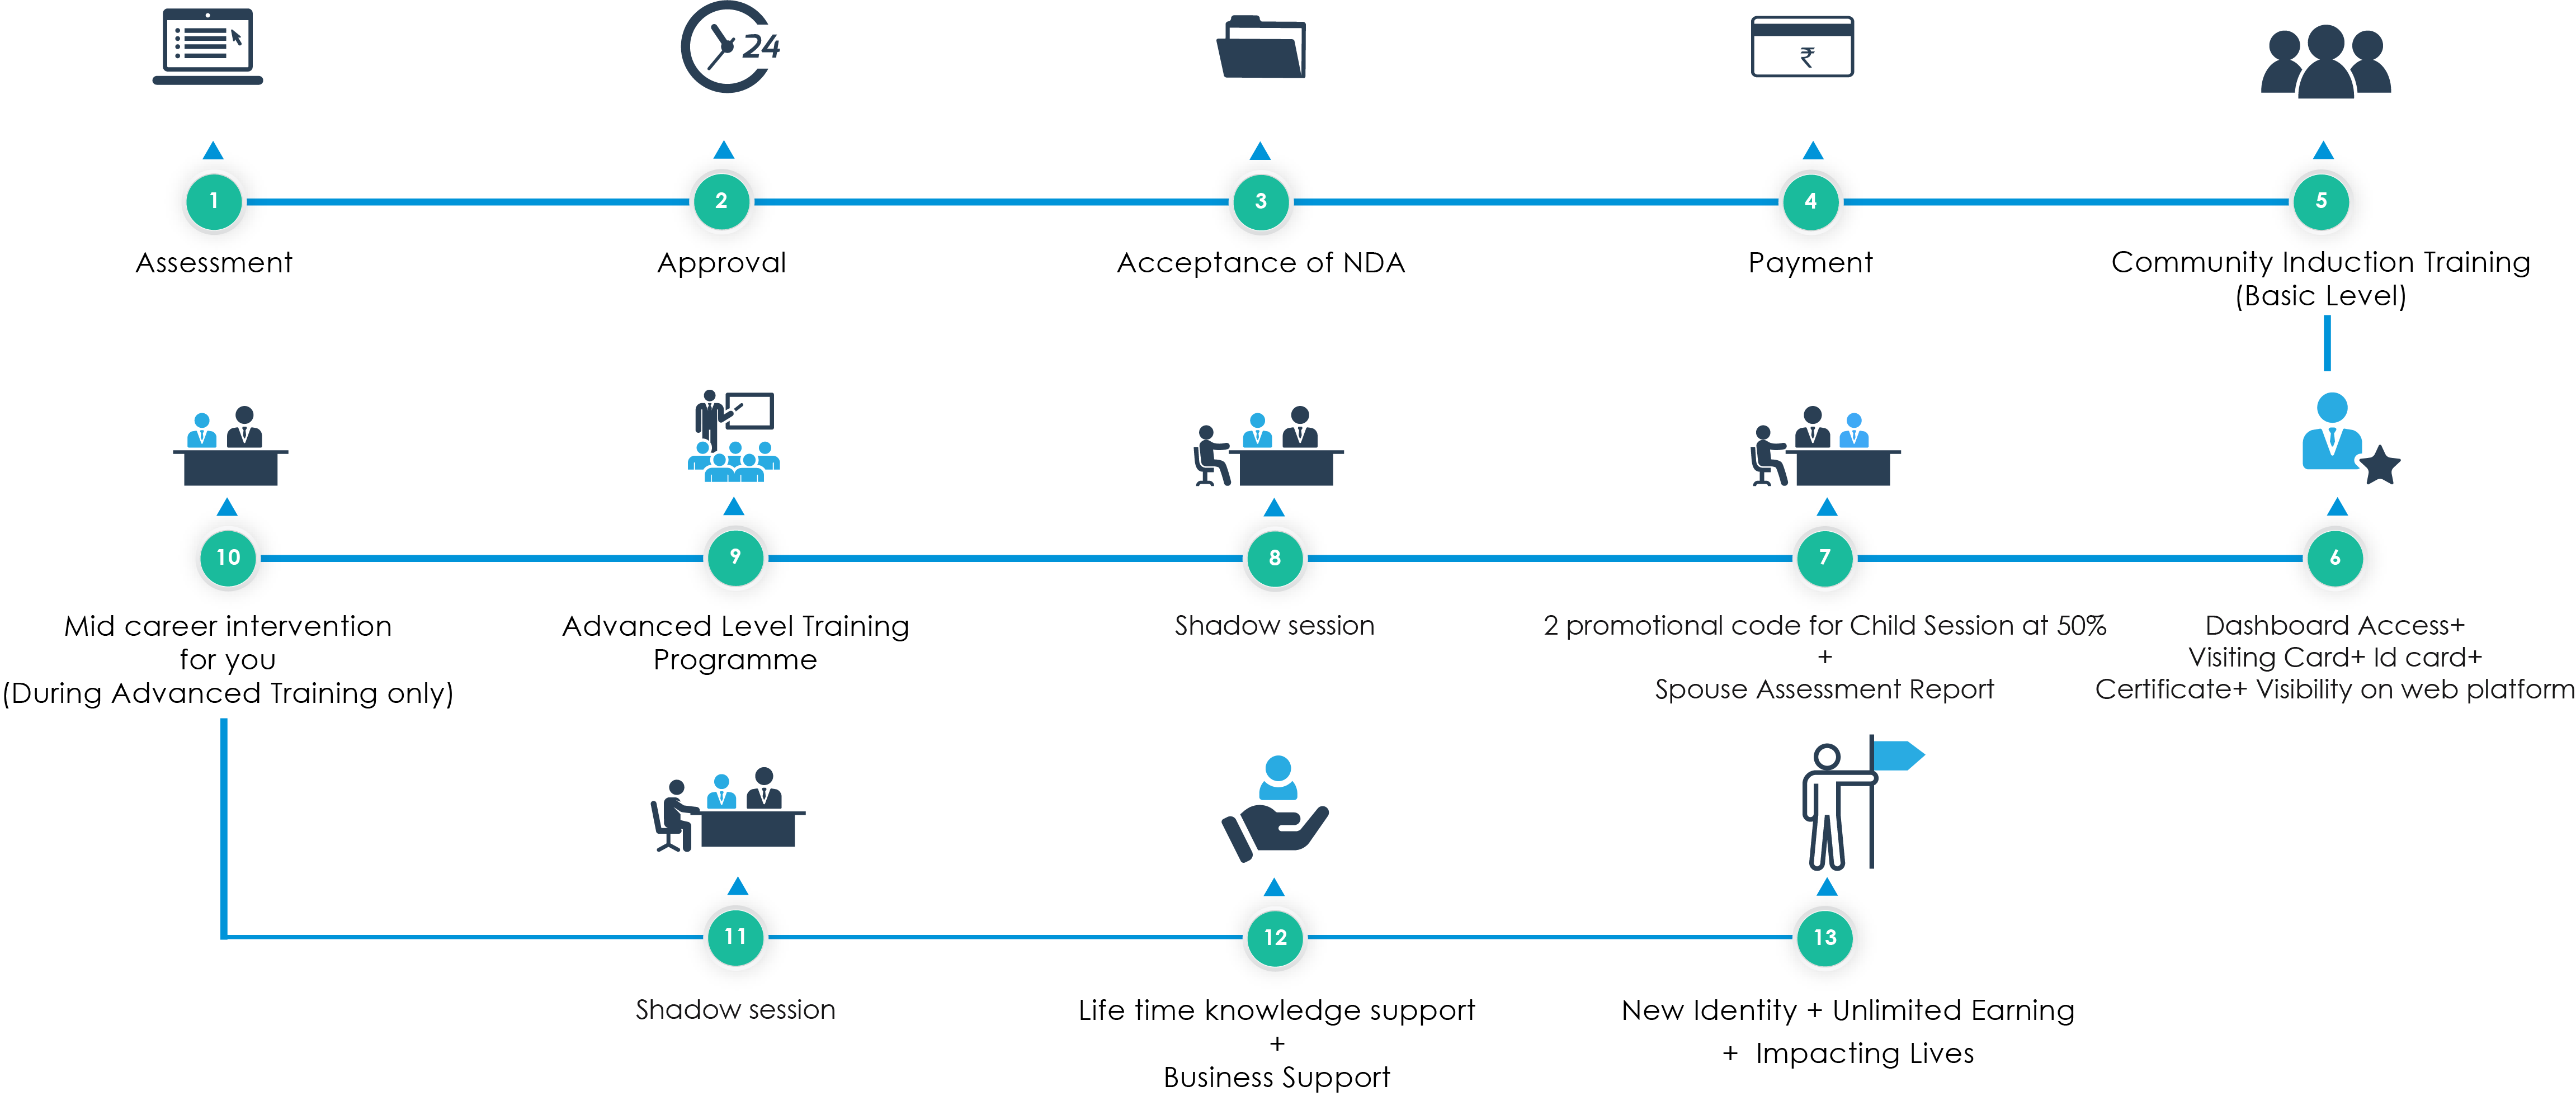 24
₹
1
2
3
4
5
Assessment
Approval
Acceptance of NDA
Payment
Community Induction Training
(Basic Level)
6
7
8
9
10
Dashboard Access+
Visiting Card+ Id card+
Certificate+ Visibility on web platform
2 promotional code for Child Session at 50%
+
Spouse Assessment Report
Shadow session
Advanced Level Training
Programme
Mid career intervention
for you
(During Advanced Training only)
11
12
13
Shadow session
Life time knowledge support
+
Business Support
New Identity + Unlimited Earning
+ Impacting Lives